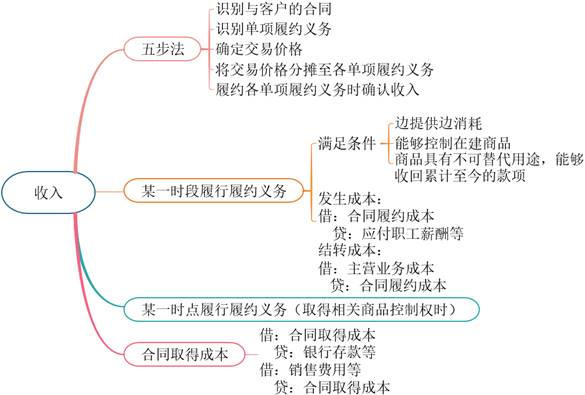 收入
五步法
识别与客户的合同
识别单项履约义务
确定交易价格
将交易价格分摊至各单项履约义务
履约各单项履约义务时确认收入
某一时段履行履约义务
满足条件
边提供边消耗
能够控制在建商品
商品具有不可替代用途，能够
收回累计至今的款项
发生成本：
借：合同履约成本
贷：应付职工薪酬等
结转成本：
借：主营业务成本
贷：合同履约成本
某一时点履行履约义务（取得相关商品控制权时）
合同取得成本
借：合同取得成本
贷：银行存款等
借：销售费用等
贷：合同取得成本